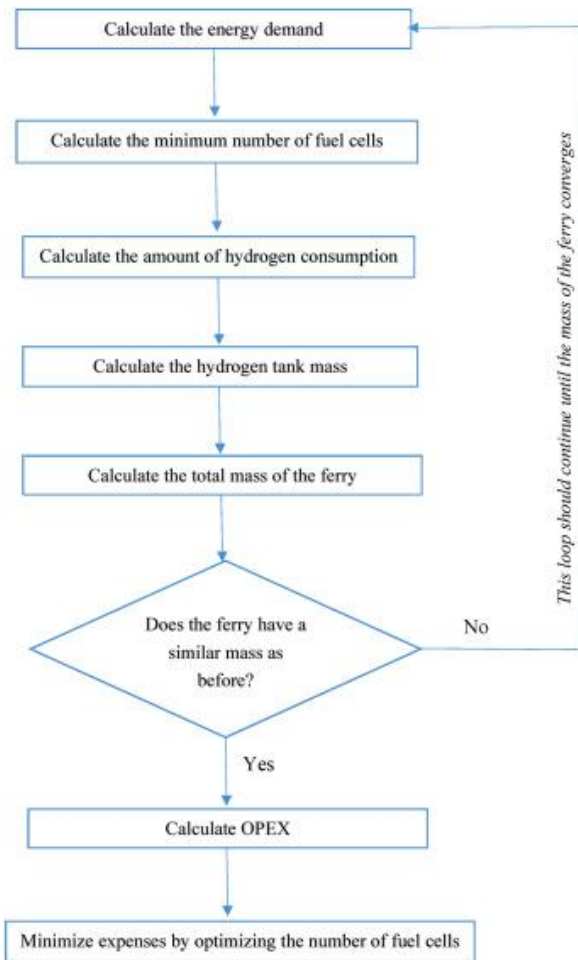 Calculate the energy demand
Calculate the minimum number of fuel cells
Calculate the amount of hydrogen consumption
Calculate the hydrogen tank mass
Calculate the total mass of the ferry
Does the ferry have a
similar mass as
before?
No
This loop should continue until the mass of the ferry converges
Yes
Calculate OPEX
Minimize expenses by optimizing the number of fuel cells